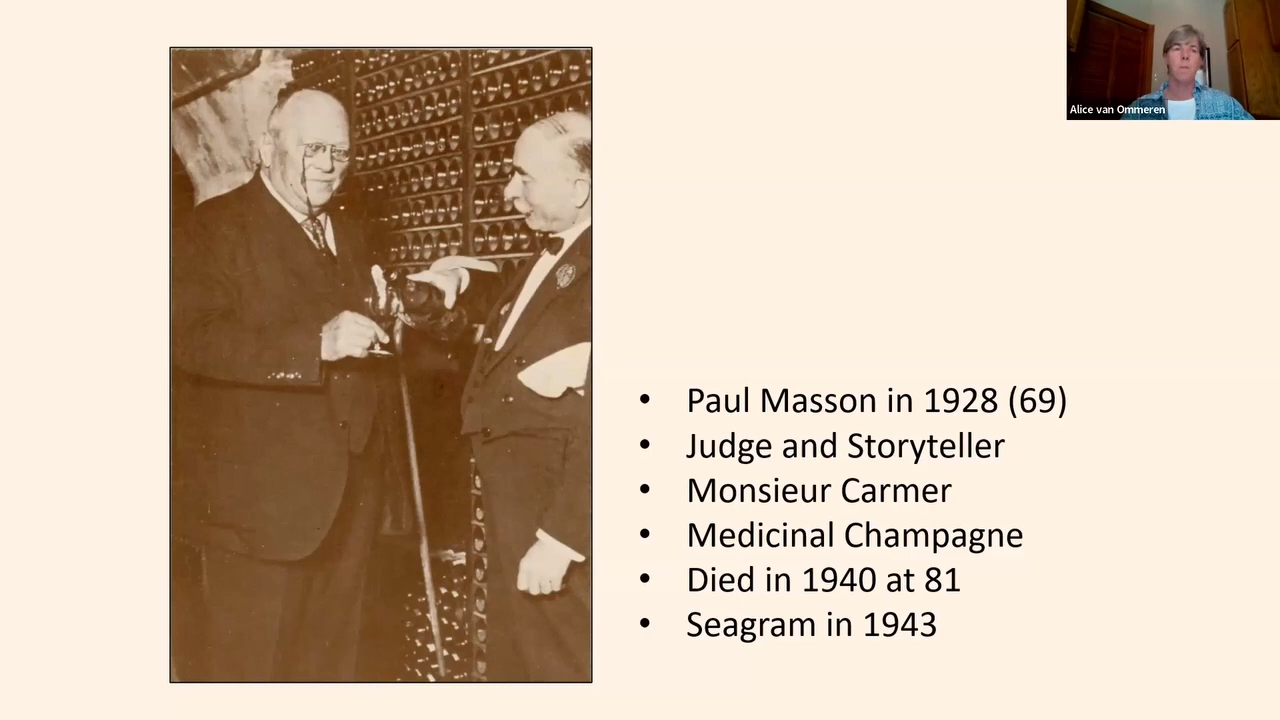 Alice van Ommeren
• Paul Masson in 1928 (69)
• Judge and Storyteller
• Monsieur Carmer
• Medicinal Champagne
• Died in 1940 at 81
• Seagram in 1943